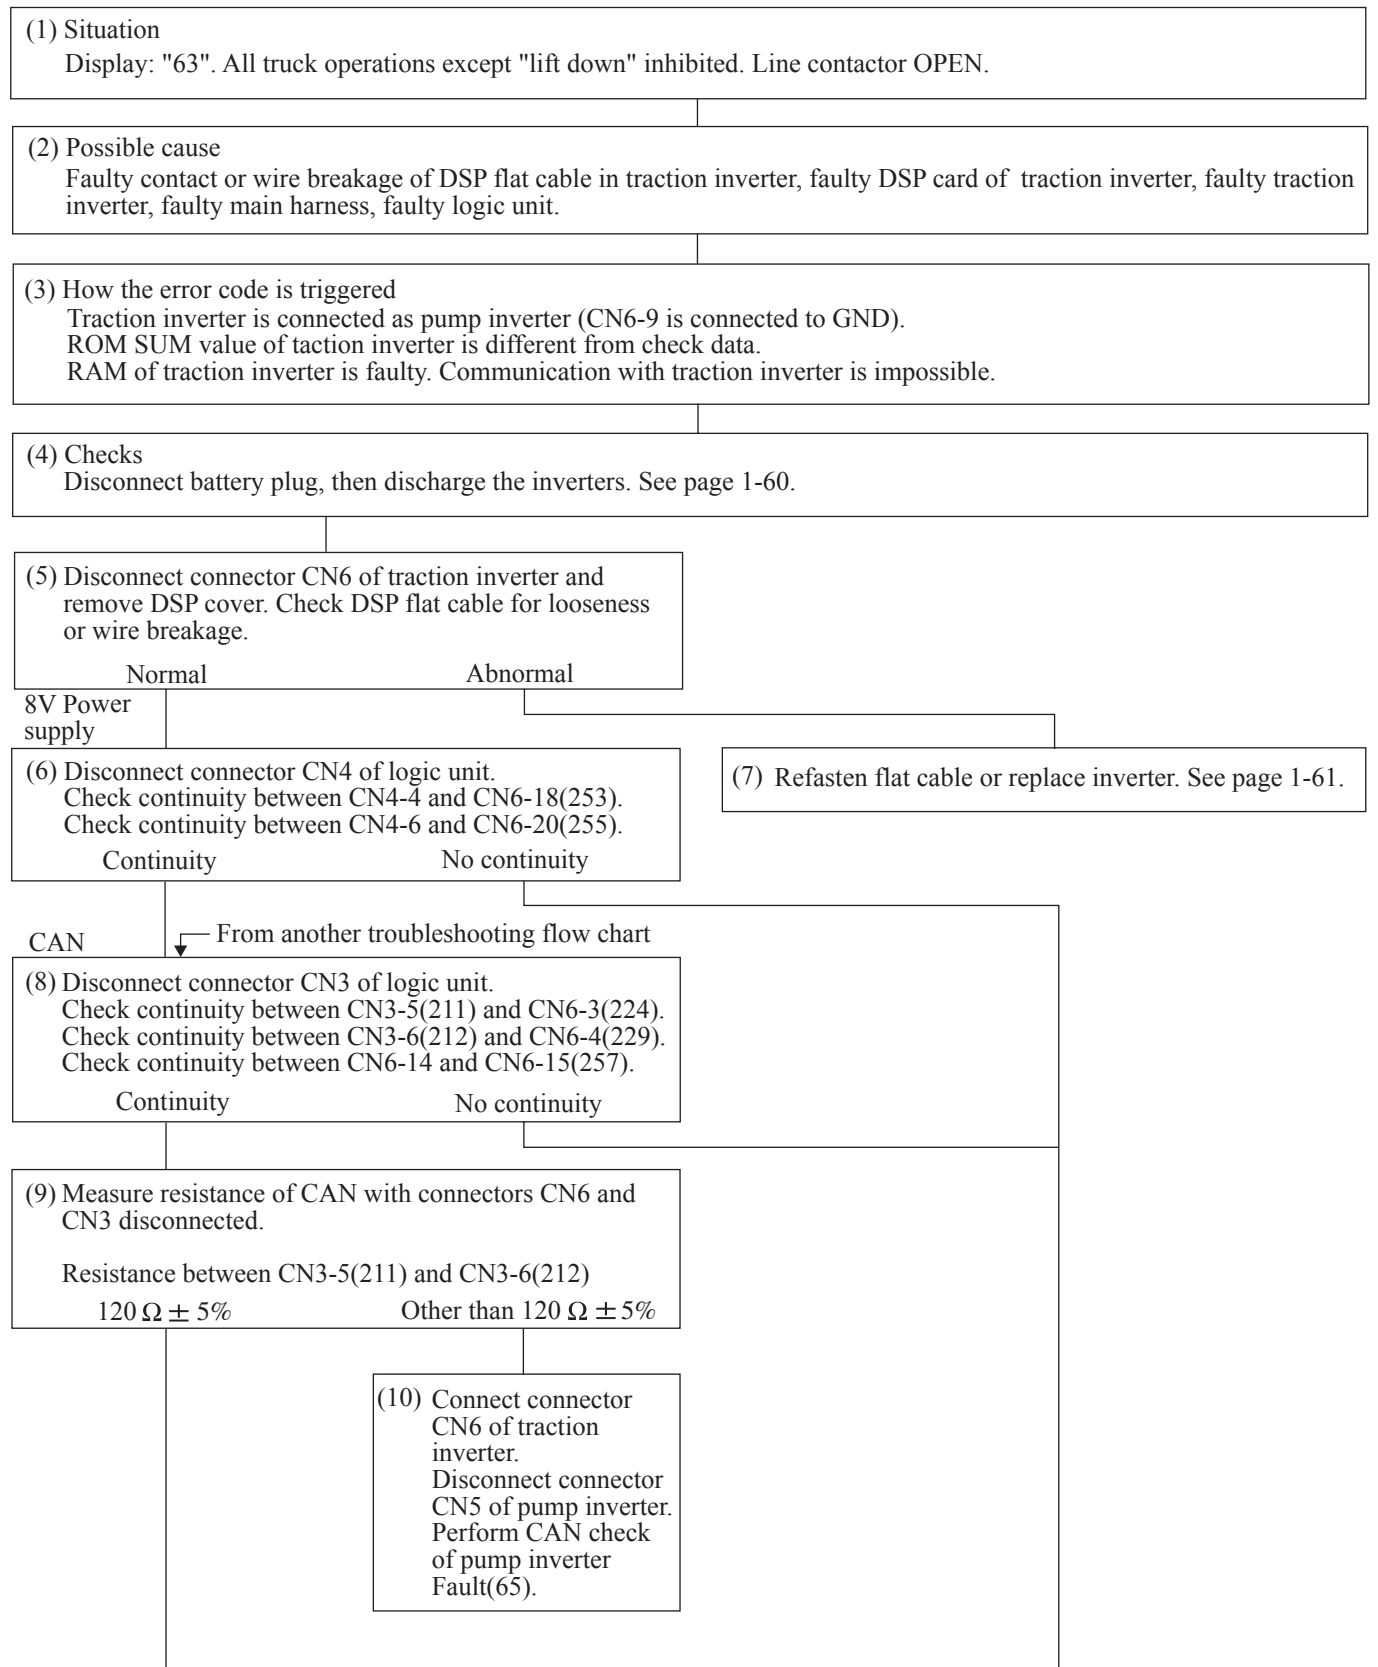 (1) Situation
Display: "63". All truck operations except "lift down" inhibited. Line contactor OPEN.
(2) Possible cause
Faulty contact or wire breakage of DSP flat cable in traction inverter, faulty DSP card of traction inverter, faulty traction
inverter, faulty main harness, faulty logic unit.
(3) How the error code is triggered
Traction inverter is connected as pump inverter (CN6-9 is connected to GND).
ROM SUM value of taction inverter is different from check data.
RAM of traction inverter is faulty. Communication with traction inverter is impossible.
(4) Checks
Disconnect battery plug, then discharge the inverters. See page 1-60.
(5) Disconnect connector CN6 of traction inverter and
remove DSP cover. Check DSP flat cable for looseness
or wire breakage.
Normal Abnormal
8V Power
supply
(6) Disconnect connector CN4 of logic unit.
Check continuity between CN4-4 and CN6-18(253).
Check continuity between CN4-6 and CN6-20(255).
Continuity No continuity
(7) Refasten flat cable or replace inverter. See page 1-61.
CAN
From another troubleshooting flow chart
(8) Disconnect connector CN3 of logic unit.
Check continuity between CN3-5(211) and CN6-3(224).
Check continuity between CN3-6(212) and CN6-4(229).
Check continuity between CN6-14 and CN6-15(257).
Continuity No continuity
(9) Measure resistance of CAN with connectors CN6 and
CN3 disconnected.
Resistance between CN3-5(211) and CN3-6(212)
120 Ω ± 5% Other than 120 Ω ±5%
(10) Connect connector
CN6 of traction
inverter.
Disconnect connector
CN5 of pump inverter.
Perform CAN check
of pump inverter
Fault(65).